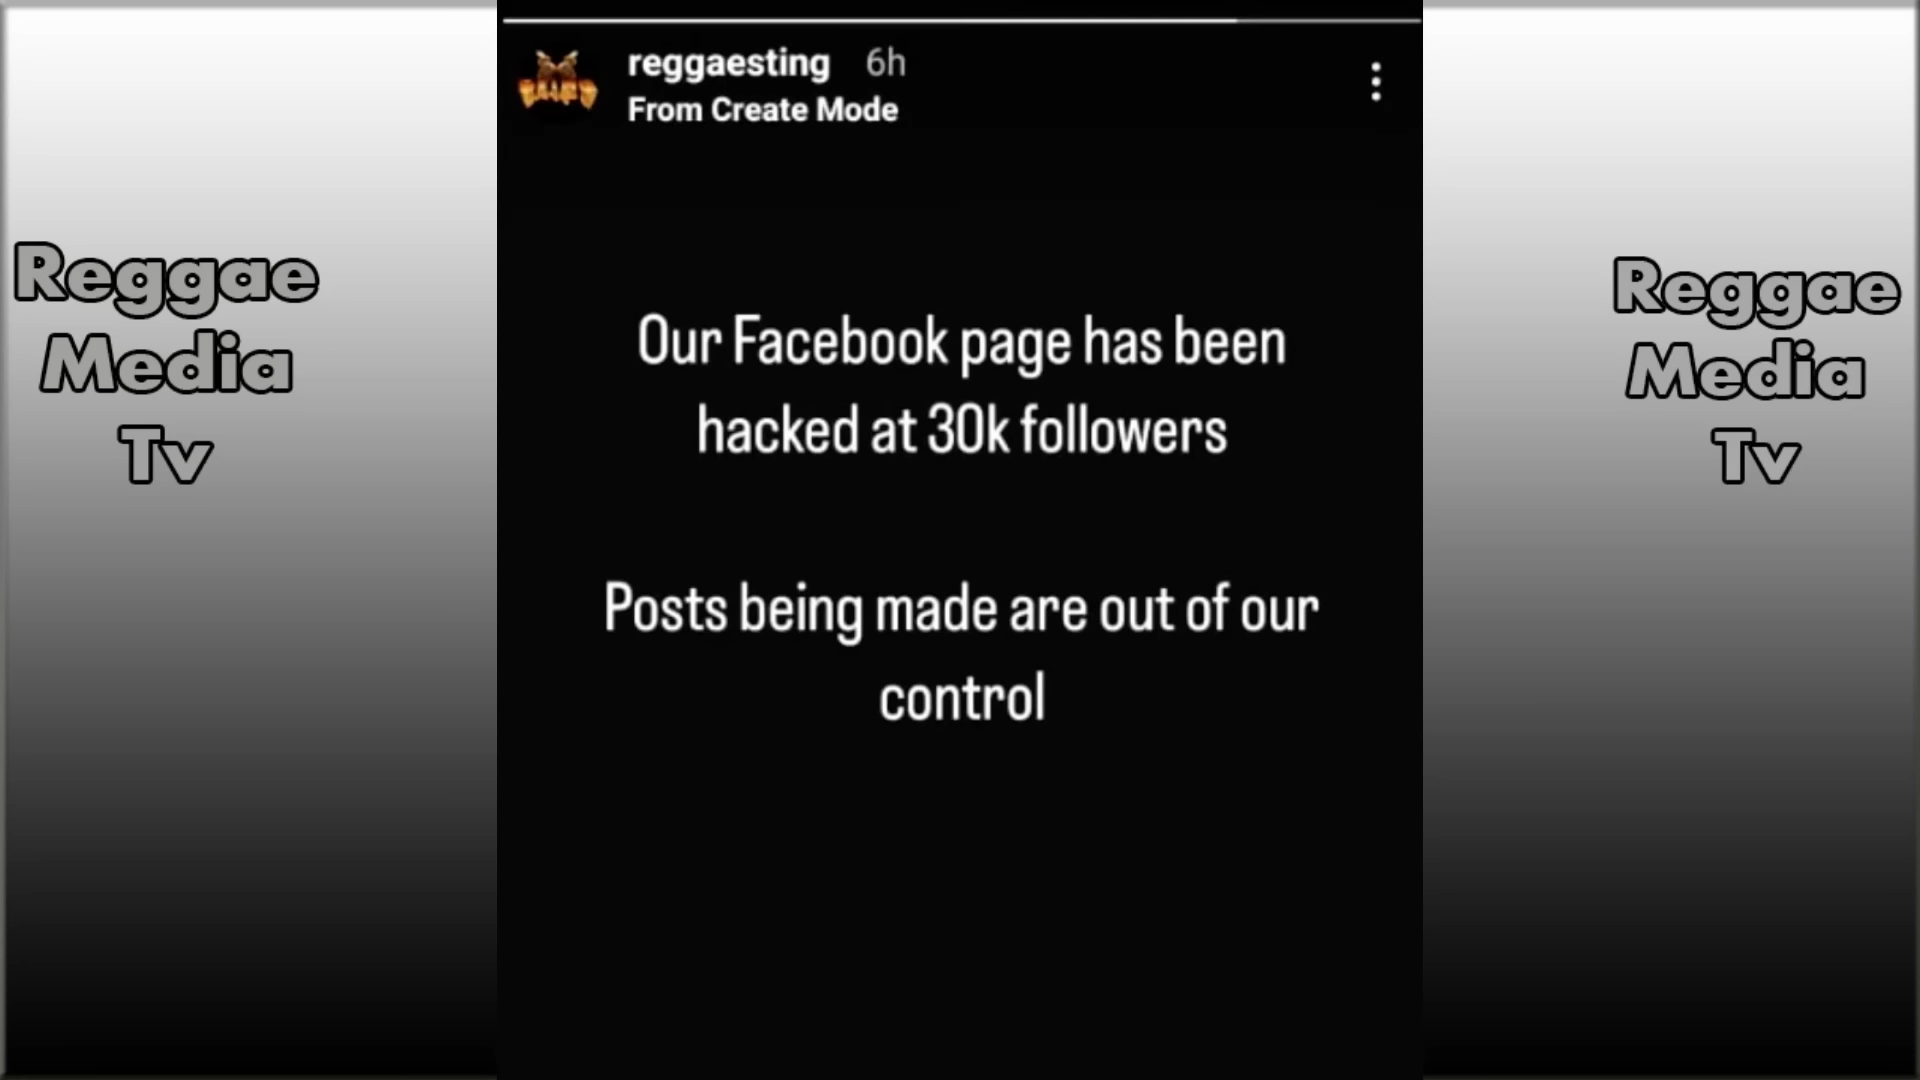 reggaesting 6h
From Create Mode
Reggae
Media
Tv
Our Facebook page has been
hacked at 30k followers
Posts being made are out of our
control
Reggae
Media
Tv